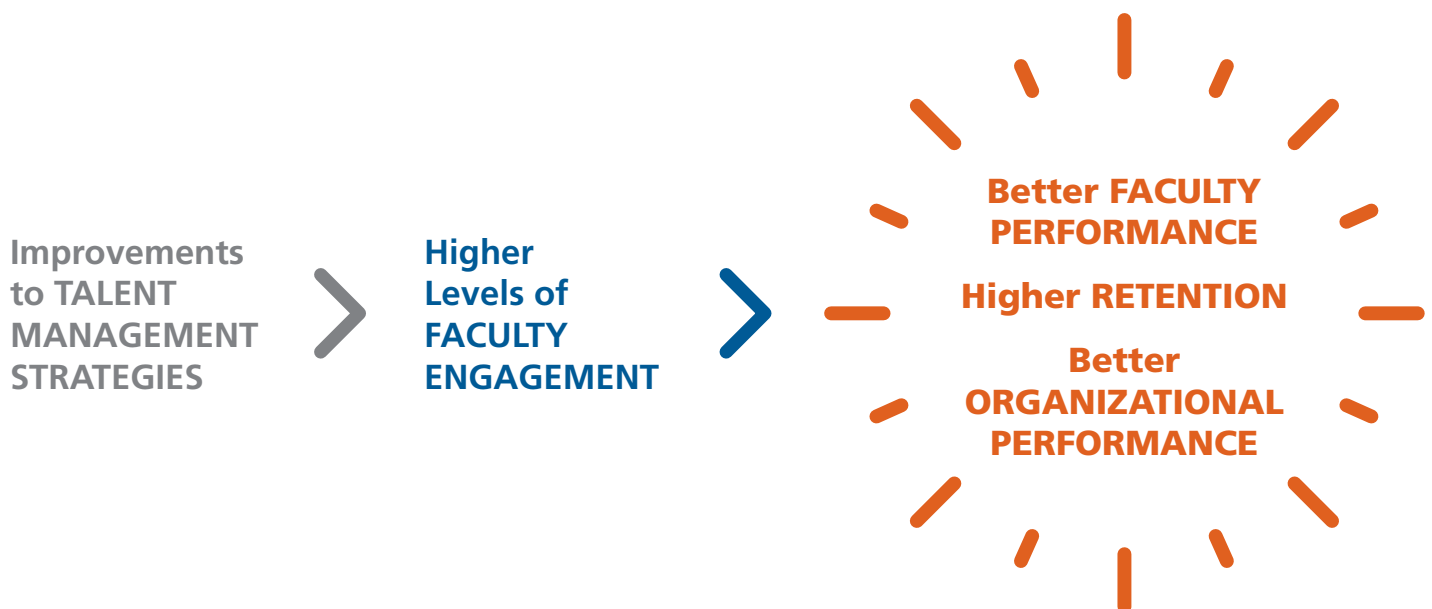 Improvements
to TALENT
MANAGEMENT
STRATEGIES
Higher
Levels of
FACULTY
ENGAGEMENT
Better FACULTY
PERFORMANCE
Higher RETENTION
Better
ORGANIZATIONAL
PERFORMANCE